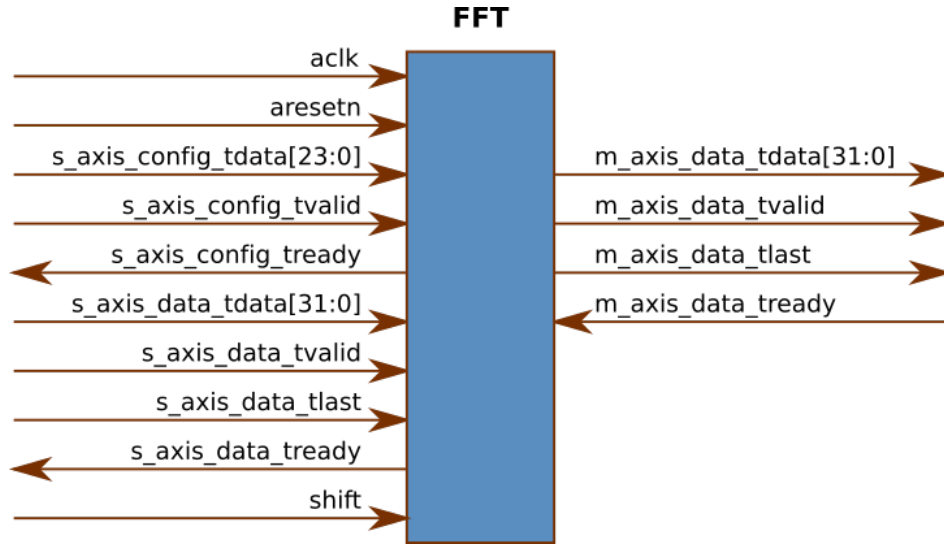 FFT
aclk
aresetn
s_axis_config_tdata[23:0]
s_axis_config_tvalid
s_axis_config_tready
s_axis_data_tdata[31:0]
s_axis_data_tvalid
s_axis_data_tlast
s_axis_data_tready
shift
m_axis_data_tdata[31:0]
m_axis_data_tvalid
m_axis_data_tlast
m_axis_data_tready